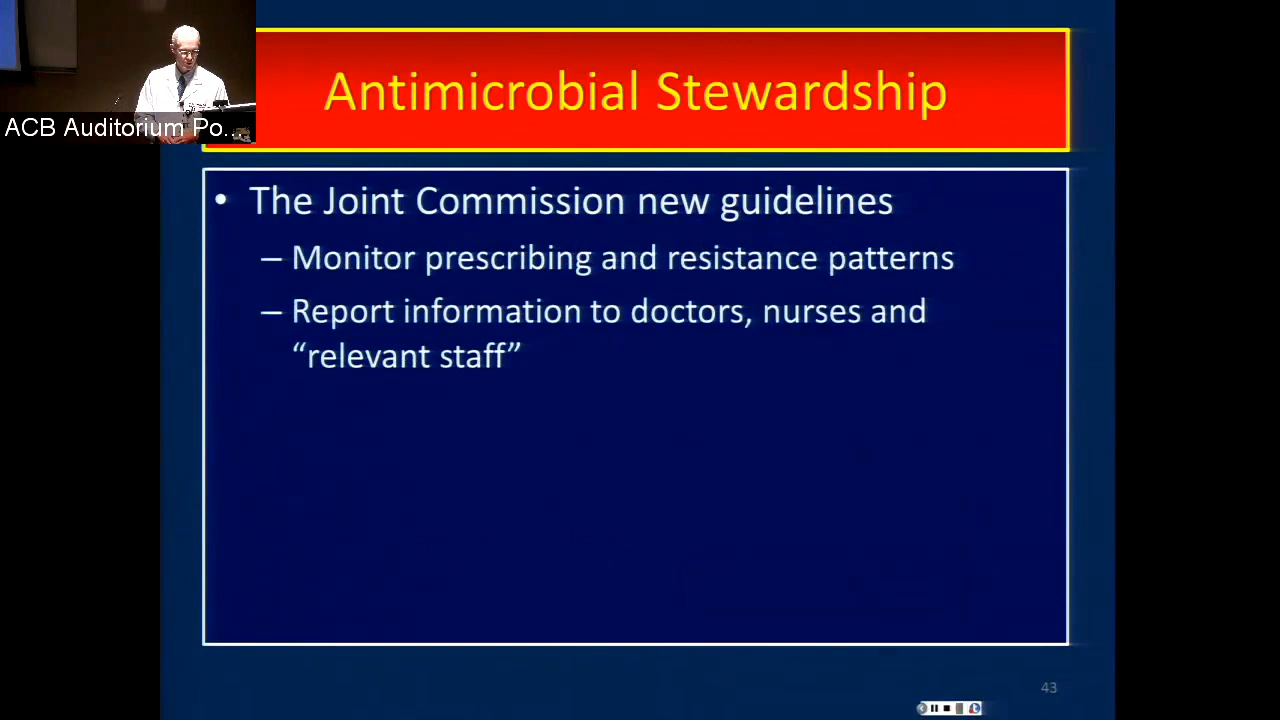 Antimicrobial Stewardship
ACB Auditorium Po...
• The Joint Commission new guidelines
– Monitor prescribing and resistance patterns
– Report information to doctors, nurses and
“relevant staff”
43